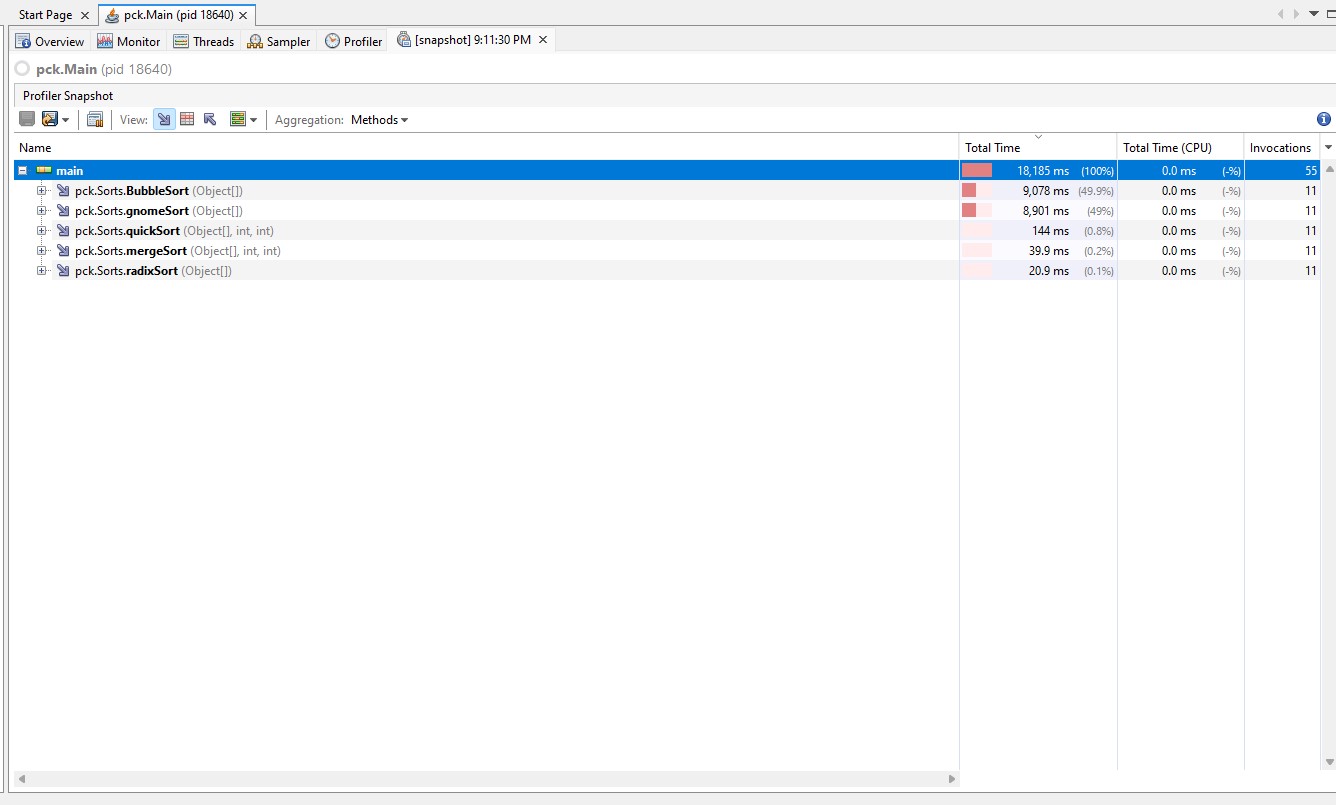 Start Page pck.Main (pid 18640)
Overview Monitor Threads Sampler Profiler [snapshot] 9:11:30 PM
pck.Main (pid 18640)
Profiler Snapshot
View: Aggregation: Methods
Name Total Time Total Time (CPU) Invocations
main 18,185 ms (100%) 0.0 ms (-%) 55
pck.Sorts.BubbleSort (Object[]) 9,078 ms (49.9%) 0.0 ms (-%) 11
pck.Sorts.gnomeSort (Object[]) 8,901 ms (49%) 0.0 ms (-%) 11
pck.Sorts.quickSort (Object[], int, int) 144 ms (0.8%) 0.0 ms (-%) 11
pck.Sorts.mergeSort (Object[], int, int) 39.9 ms (0.2%) 0.0 ms (-%) 11
pck.Sorts.radixSort (Object[]) 20.9 ms (0.1%) 0.0 ms (-%) 11